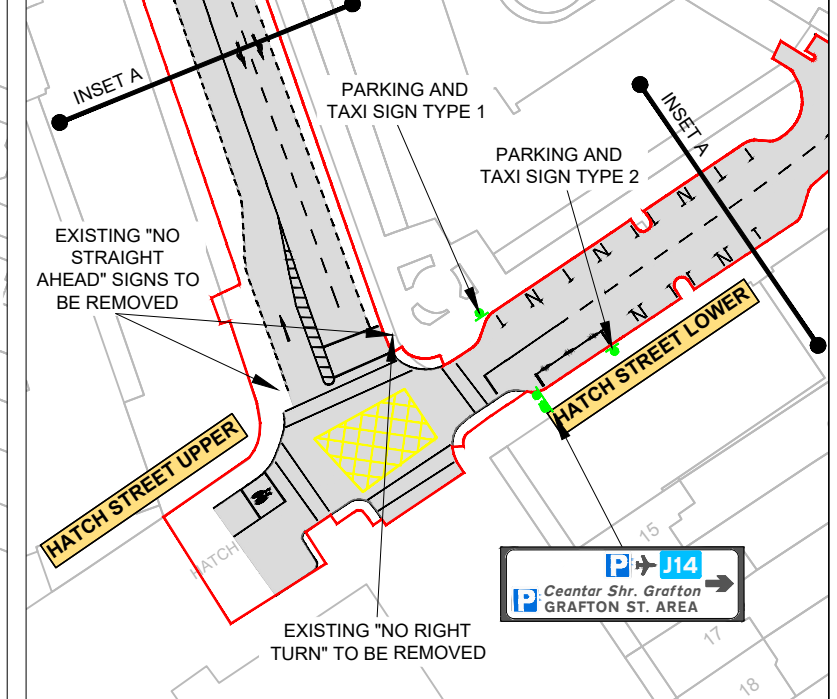 INSET A
PARKING AND
TAXI SIGN TYPE 1
INSET A
PARKING AND
TAXI SIGN TYPE 2
EXISTING "NO
STRAIGHT
AHEAD" SIGNS TO
BE REMOVED
HATCH STREET LOWER
HATCH STREET UPPER
HATCH
15
P J14
P Ceantar Shr. Grafton
GRAFTON ST. AREA
EXISTING "NO RIGHT
TURN" TO BE REMOVED
17
18